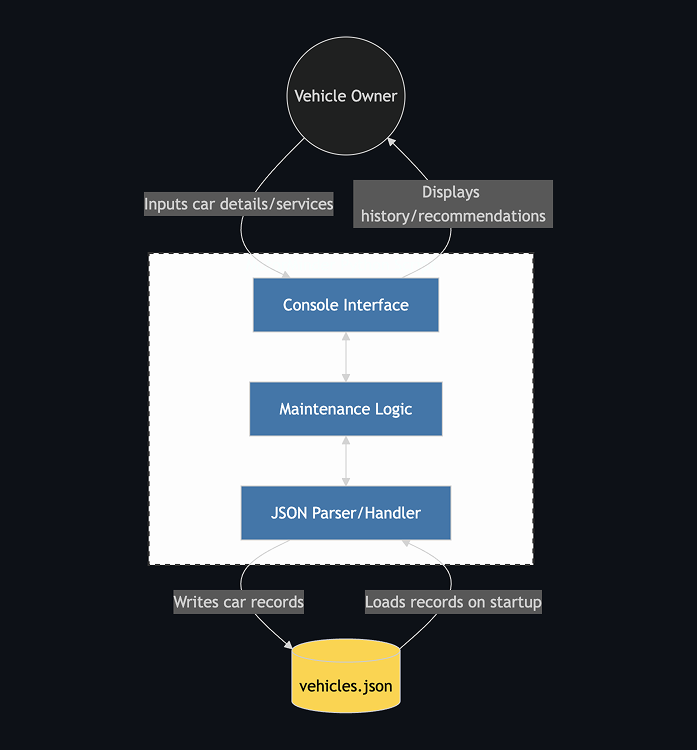 Vehicle Owner
Inputs car details/services
Displays
history/recommendations
Console Interface
Maintenance Logic
JSON Parser/Handler
Writes car records
Loads records on startup
vehicles.json